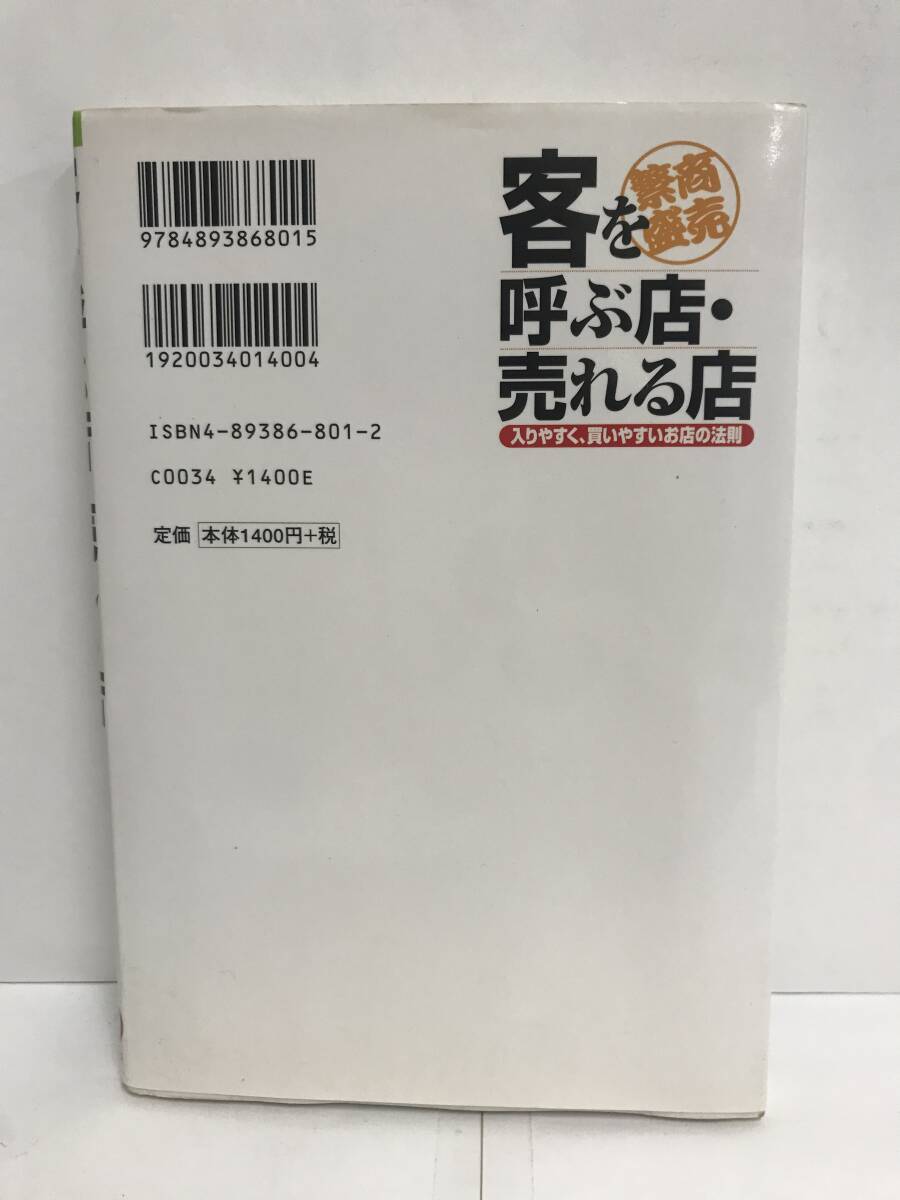 9784893868015
1920034014004
ISBN4-89386-801-2
C0034 ¥1400E
定価 本体1400円+税
商売
繁盛
客を
呼ぶ店・
売れる店
入りやすく、買いやすいお店の法則